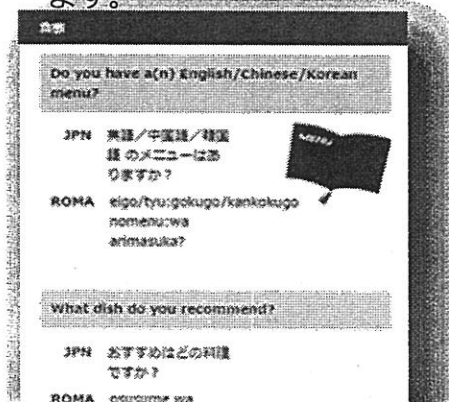 ます。
食事
Do you have a(n) English/Chinese/Korean
menu?
JPN 英語/中国語/韓国
語 のメニューはあ
りますか?
MENU
ROMA eigo/tyu:gokugo/kankokugo
nomenu:wa
arimasuka?
What dish do you recommend?
JPN おすすめはどの料理
ですか?
ROMA osusume wa